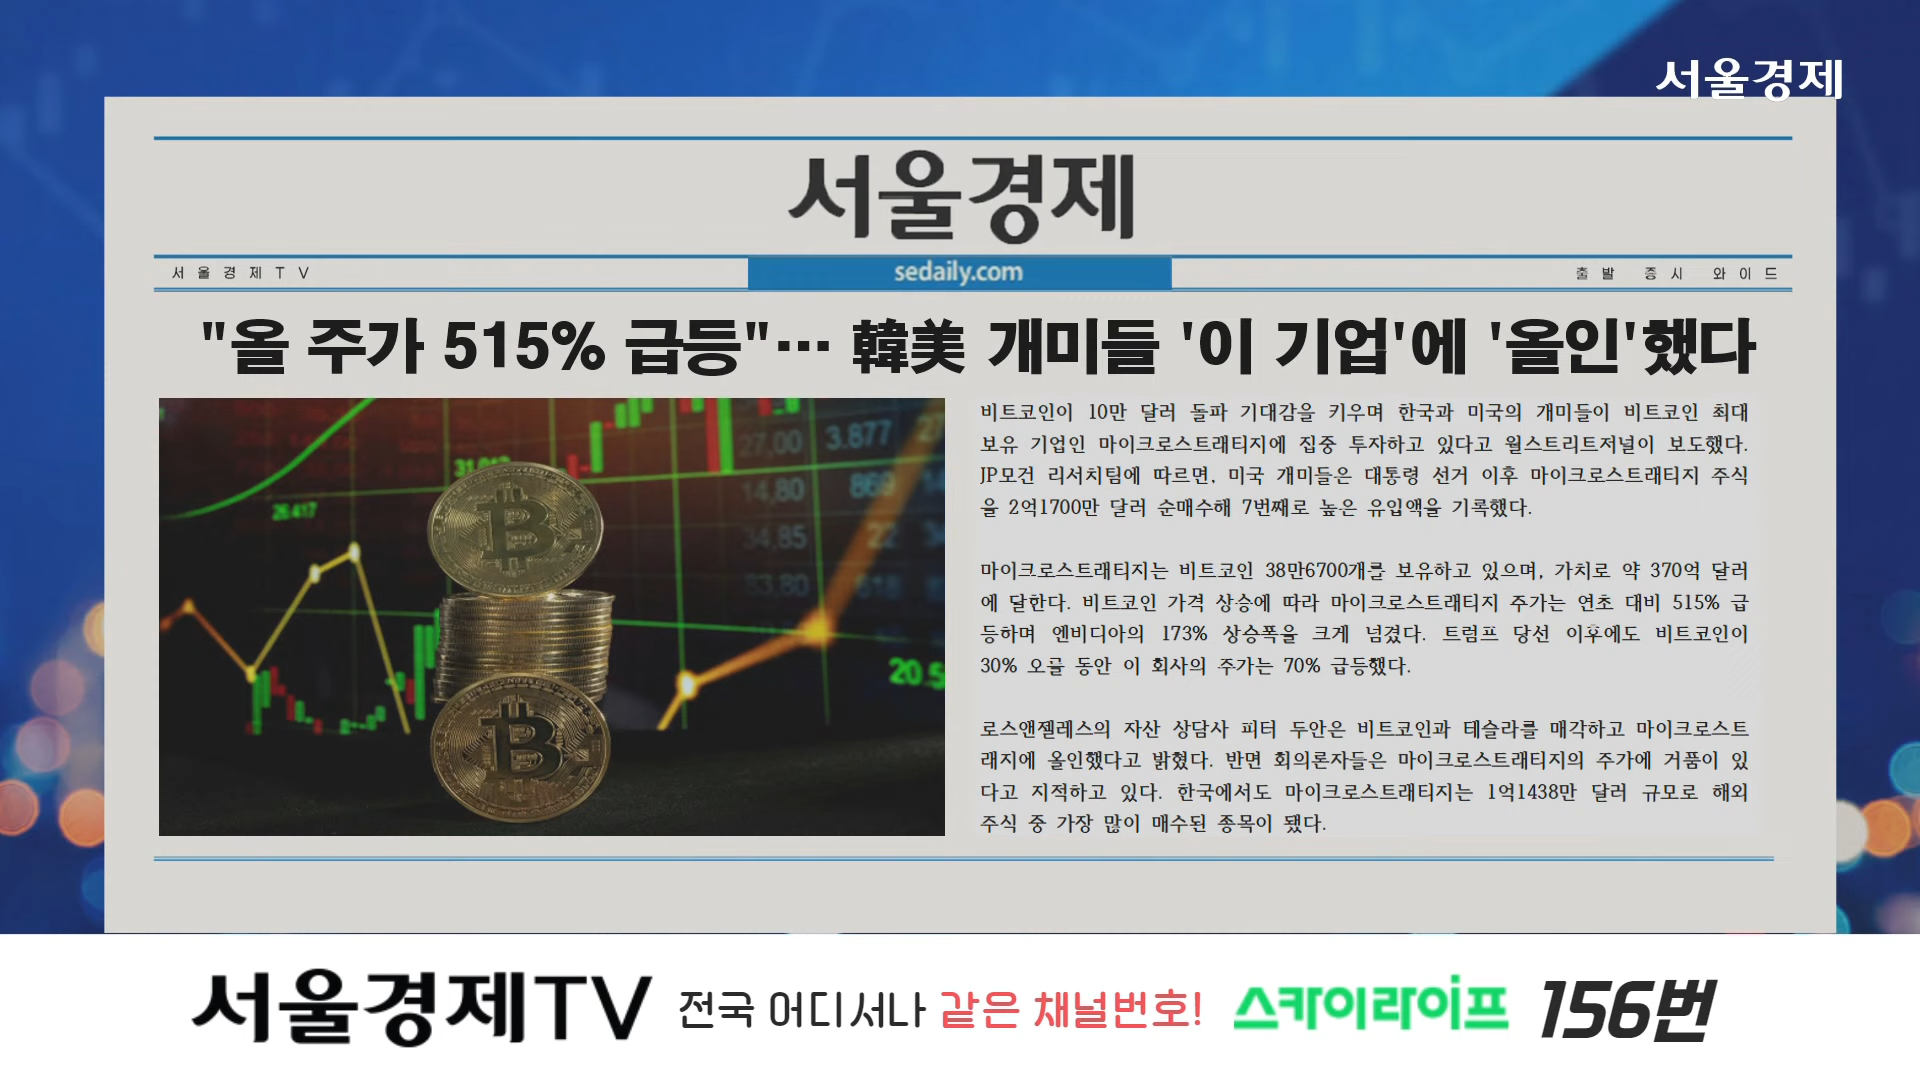 서울경제
서울경제
서울경제TV
sedaily.com
출발 증시 와이드
"올 주가 515% 급등"… 韓美 개미들 '이 기업'에 '올인'했다
비트코인이 10만 달러 돌파 기대감을 키우며 한국과 미국의 개미들이 비트코인 최대
보유 기업인 마이크로스트래티지에 집중 투자하고 있다고 월스트리트저널이 보도했다.
JP모건 리서치팀에 따르면, 미국 개미들은 대통령 선거 이후 마이크로스트래티지 주식
을 2억1700만 달러 순매수해 7번째로 높은 유입액을 기록했다.
마이크로스트래티지는 비트코인 38만6700개를 보유하고 있으며, 가치로 약 370억 달러
에 달한다. 비트코인 가격 상승에 따라 마이크로스트래티지 주가는 연초 대비 515% 급
등하며 엔비디아의 173% 상승폭을 크게 넘겼다. 트럼프 당선 이후에도 비트코인이
30% 오를 동안 이 회사의 주가는 70% 급등했다.
로스앤젤레스의 자산 상담사 피터 두안은 비트코인과 테슬라를 매각하고 마이크로스트
래지에 올인했다고 밝혔다. 반면 회의론자들은 마이크로스트래티지의 주가에 거품이 있
다고 지적하고 있다. 한국에서도 마이크로스트래티지는 1억1438만 달러 규모로 해외
주식 중 가장 많이 매수된 종목이 됐다.
27,00 3.877
31,012
14,80 869
26.417
34,85 22
83,80 618
20.5
서울경제TV 전국 어디서나 같은 채널번호! 스카이라이프 156번